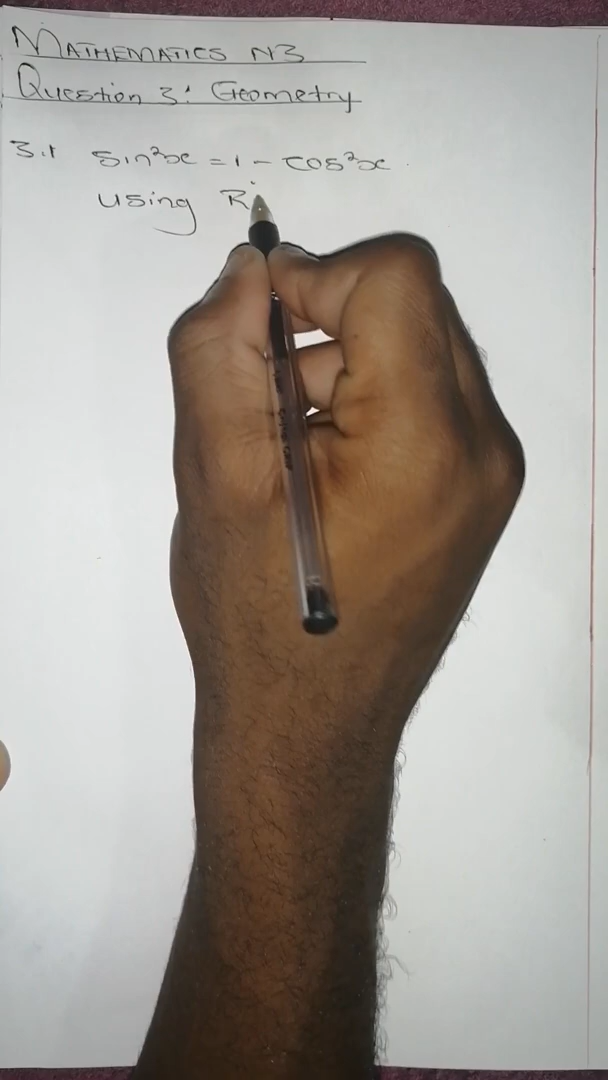 MATHEMATICS N3
Question 3: Geometry
3.1 sin²x = 1 - cos²x
using R